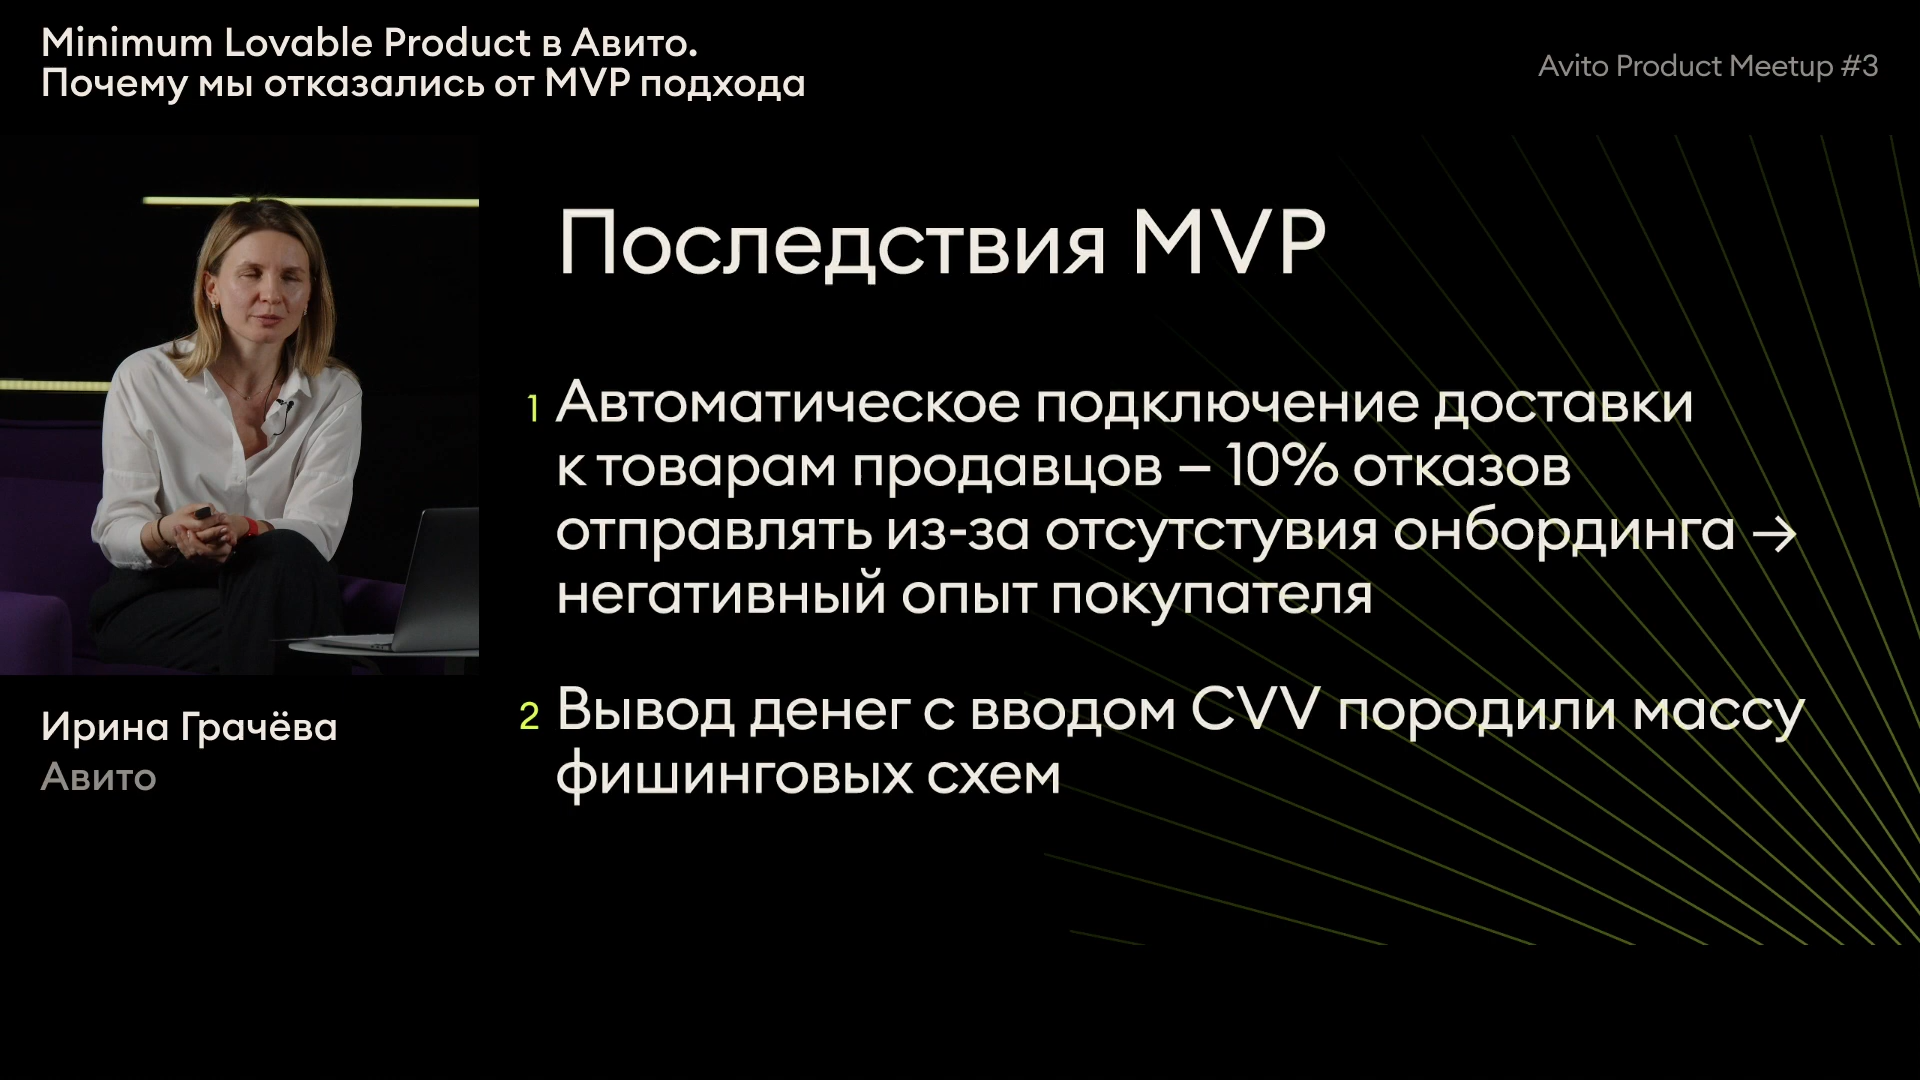 Minimum Lovable Product в Авито.
Почему мы отказались от MVP подхода
Avito Product Meetup #3
Последствия MVP
1 Автоматическое подключение доставки
к товарам продавцов – 10% отказов
отправлять из-за отсутстувия онбординга →
негативный опыт покупателя
2 Вывод денег с вводом CVV породили массу
фишинговых схем
Ирина Грачёва
Авито